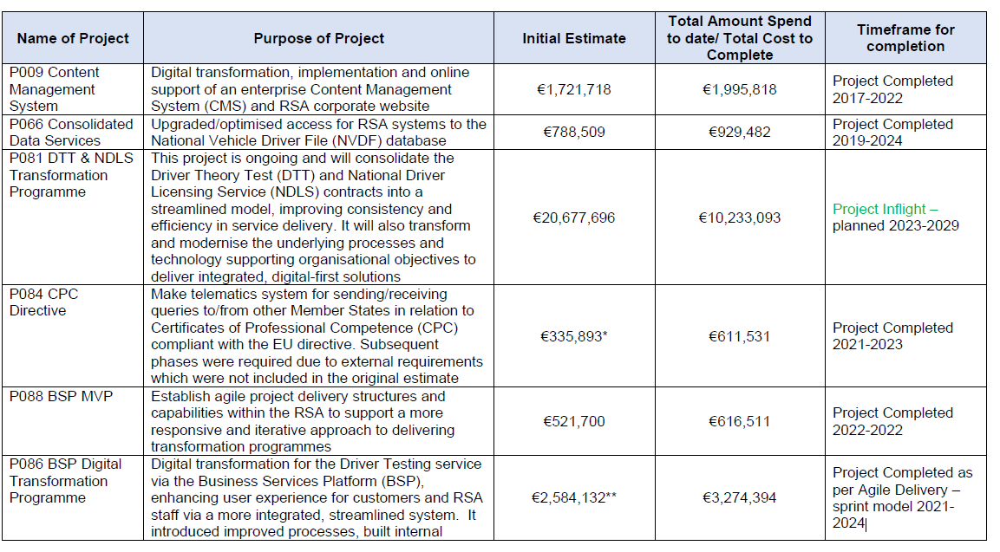 Name of Project
Purpose of Project
Initial Estimate
Total Amount Spend
to date/ Total Cost to
Complete
Timeframe for
completion
P009 Content
Management
System
Digital transformation, implementation and online
support of an enterprise Content Management
System (CMS) and RSA corporate website
€1,721,718
€1,995,818
Project Completed
2017-2022
P066 Consolidated
Data Services
Upgraded/optimised access for RSA systems to the
National Vehicle Driver File (NVDF) database
€788,509
€929,482
Project Completed
2019-2024
P081 DTT & NDLS
Transformation
Programme
This project is ongoing and will consolidate the
Driver Theory Test (DTT) and National Driver
Licensing Service (NDLS) contracts into a
streamlined model, improving consistency and
efficiency in service delivery. It will also transform
and modernise the underlying processes and
technology supporting organisational objectives to
deliver integrated, digital-first solutions
€20,677,696
€10,233,093
Project Inflight –
planned 2023-2029
P084 CPC
Directive
Make telematics system for sending/receiving
queries to/from other Member States in relation to
Certificates of Professional Competence (CPC)
compliant with the EU directive. Subsequent
phases were required due to external requirements
which were not included in the original estimate
€335,893*
€611,531
Project Completed
2021-2023
P088 BSP MVP
Establish agile project delivery structures and
capabilities within the RSA to support a more
responsive and iterative approach to delivering
transformation programmes
€521,700
€616,511
Project Completed
2022-2022
P086 BSP Digital
Transformation
Programme
Digital transformation for the Driver Testing service
via the Business Services Platform (BSP),
enhancing user experience for customers and RSA
staff via a more integrated, streamlined system.  It
introduced improved processes, built internal
€2,584,132**
€3,274,394
Project Completed as
per Agile Delivery –
sprint model 2021-
2024